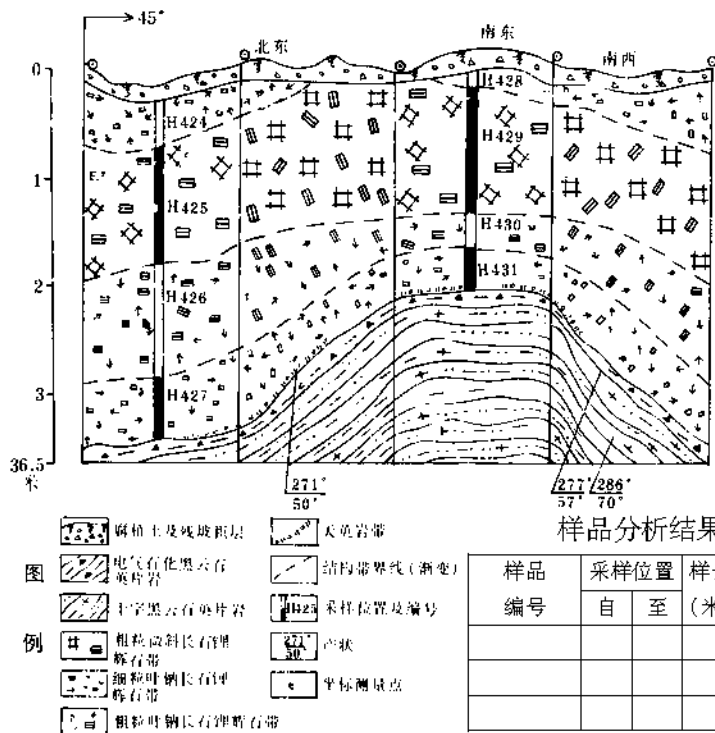 45°
北东
南东
南西
0
1
2
3
36.5
米
H424
H425
H426
H427
H428
H429
H430
H431
271°
50°
277°
57°
286°
70°
图
例
腐植土及残坡积层
电气石化黑云石
英片岩
十字黑云石英片岩
粗粒微斜长石锂
辉石带
细粒叶钠长石锂
辉石带
粗粒叶钠长石锂辉石带
石英岩带
结构带界线(渐变)
H425
采样位置及编号
271°
50°
产状
坐标测量点
样品分析结果
样品
编号
采样位置
自
至
(米